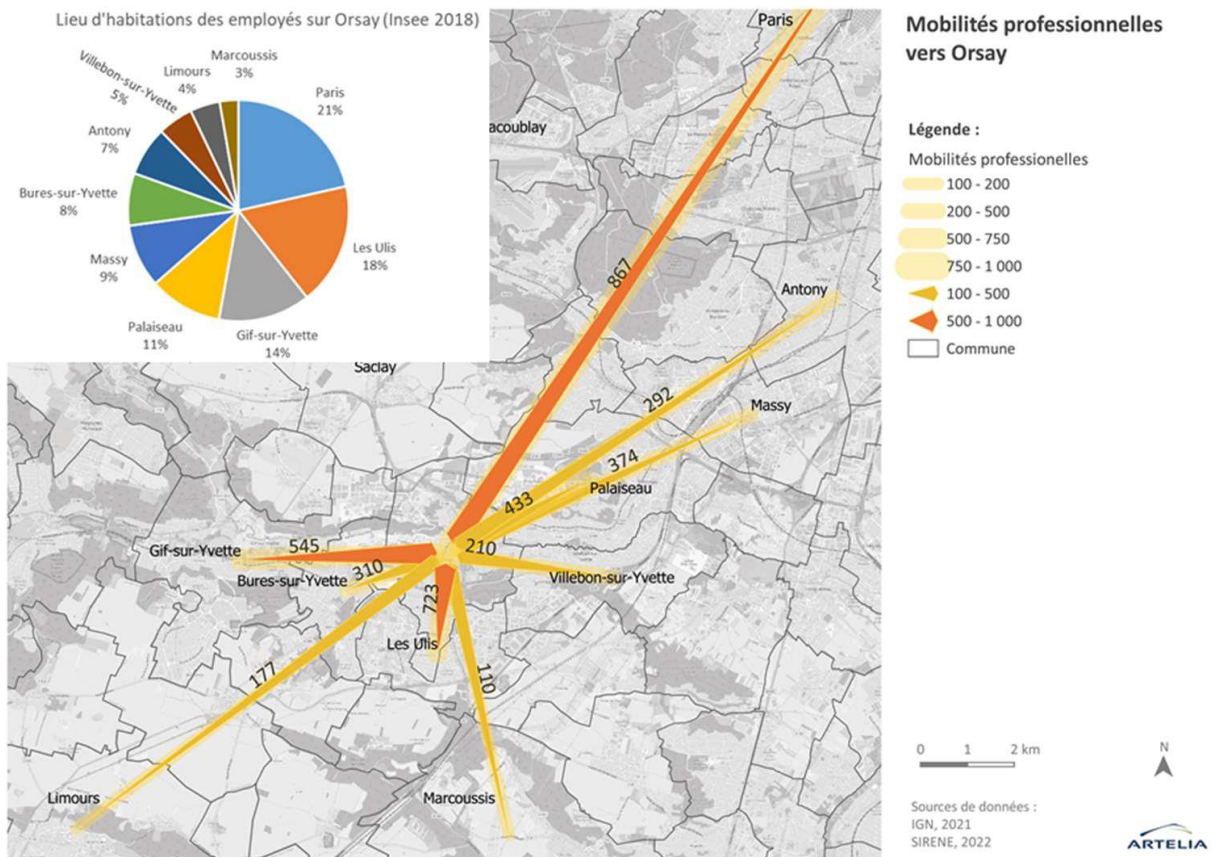 Lieu d'habitations des employés sur Orsay (Insee 2018)
Marcoussis
3%
Limours
4%
Villebon-sur-Yvette
5%
Antony
7%
Bures-sur-Yvette
8%
Massy
9%
Palaiseau
11%
Gif-sur-Yvette
14%
Les Ulis
18%
Paris
21%
Paris
acoublay
867
Antony
Saclay
292
Massy
374
Palaiseau
433
210
Gif-sur-Yvette
545
Bures-sur-Yvette
310
Villebon-sur-Yvette
723
Les Ulis
177
110
Limours
Marcoussis
Mobilités professionnelles
vers Orsay
Légende :
Mobilités professionelles
100 - 200
200 - 500
500 - 750
750 - 1 000
100 - 500
500 - 1 000
Commune
0 1 2 km
N
Sources de données :
IGN, 2021
SIRENE, 2022
ARTELIA